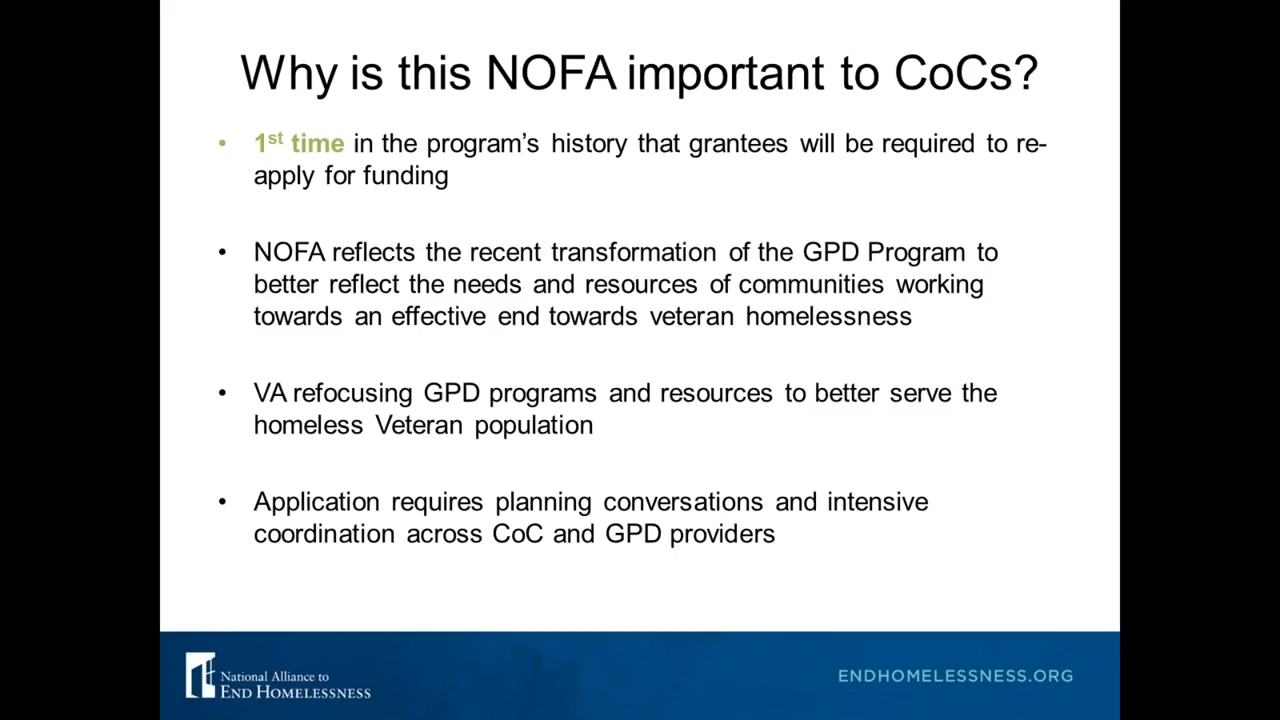 Why is this NOFA important to CoCs?
• 1st time in the program's history that grantees will be required to re-
apply for funding
• NOFA reflects the recent transformation of the GPD Program to
better reflect the needs and resources of communities working
towards an effective end towards veteran homelessness
• VA refocusing GPD programs and resources to better serve the
homeless Veteran population
• Application requires planning conversations and intensive
coordination across CoC and GPD providers
National Alliance to
END HOMELESSNESS
ENDHOMELESSNESS.ORG